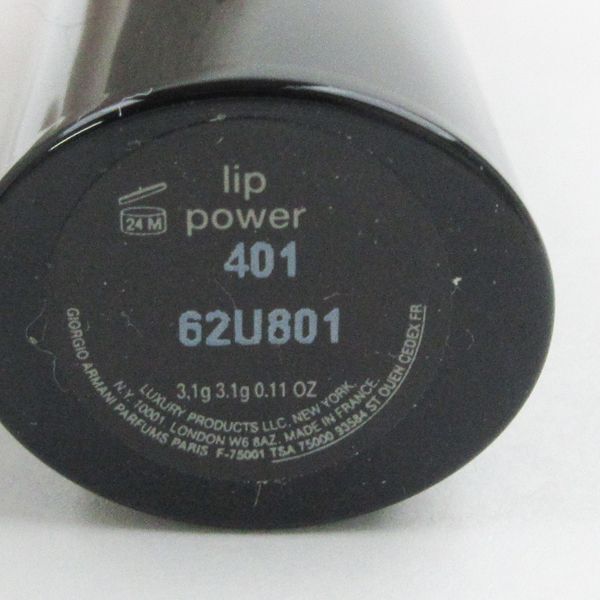 lip
24 M
power
401
62U801
3.1g 3.1g 0.11 OZ
LUXURY PRODUCTS LLC. NEW YORK,
N.Y. 10001, LONDON W6 8AZ. MADE IN FRANCE.
GIORGIO ARMANI PARFUMS PARIS F-75001 TSA 75000 93584 ST OUEN CEDEX FR